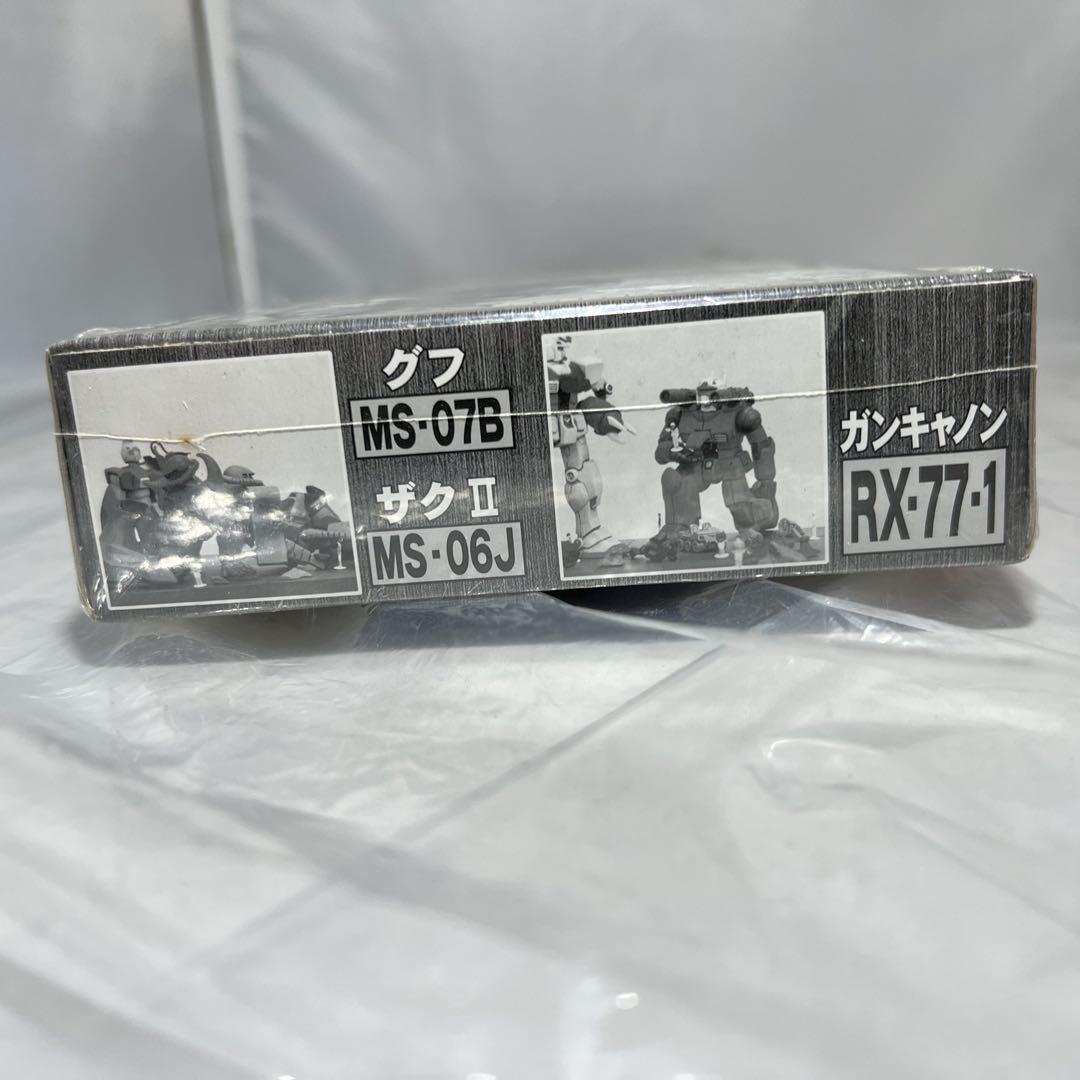 グフ
MS-07B
ザクⅡ
MS-06J
ガンキャノン
RX-77-1